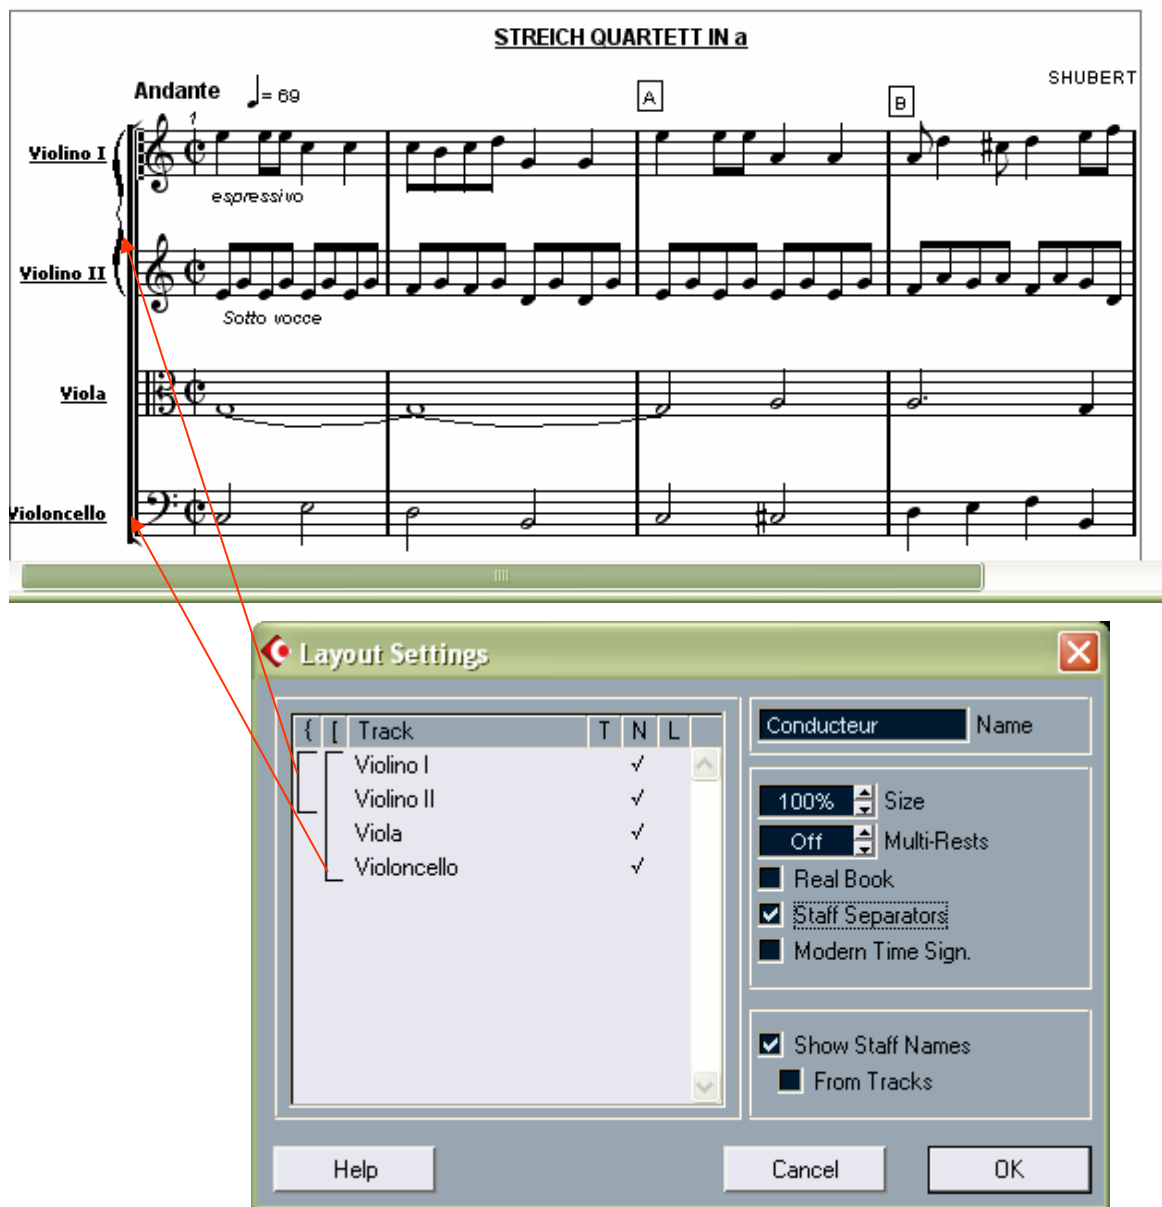 STREICH QUARTETT IN a
SHUBERT
Andante = 69
A
B
1
Violino I
espressivo
Violino II
Sotto vocce
Viola
Violoncello
Layout Settings
{ [ Track T N L
Violino I √
Violino II √
Viola √
Violoncello √
Conducteur Name
100% Size
Off Multi-Rests
Real Book
Staff Separators
Modern Time Sign.
Show Staff Names
From Tracks
Help Cancel OK